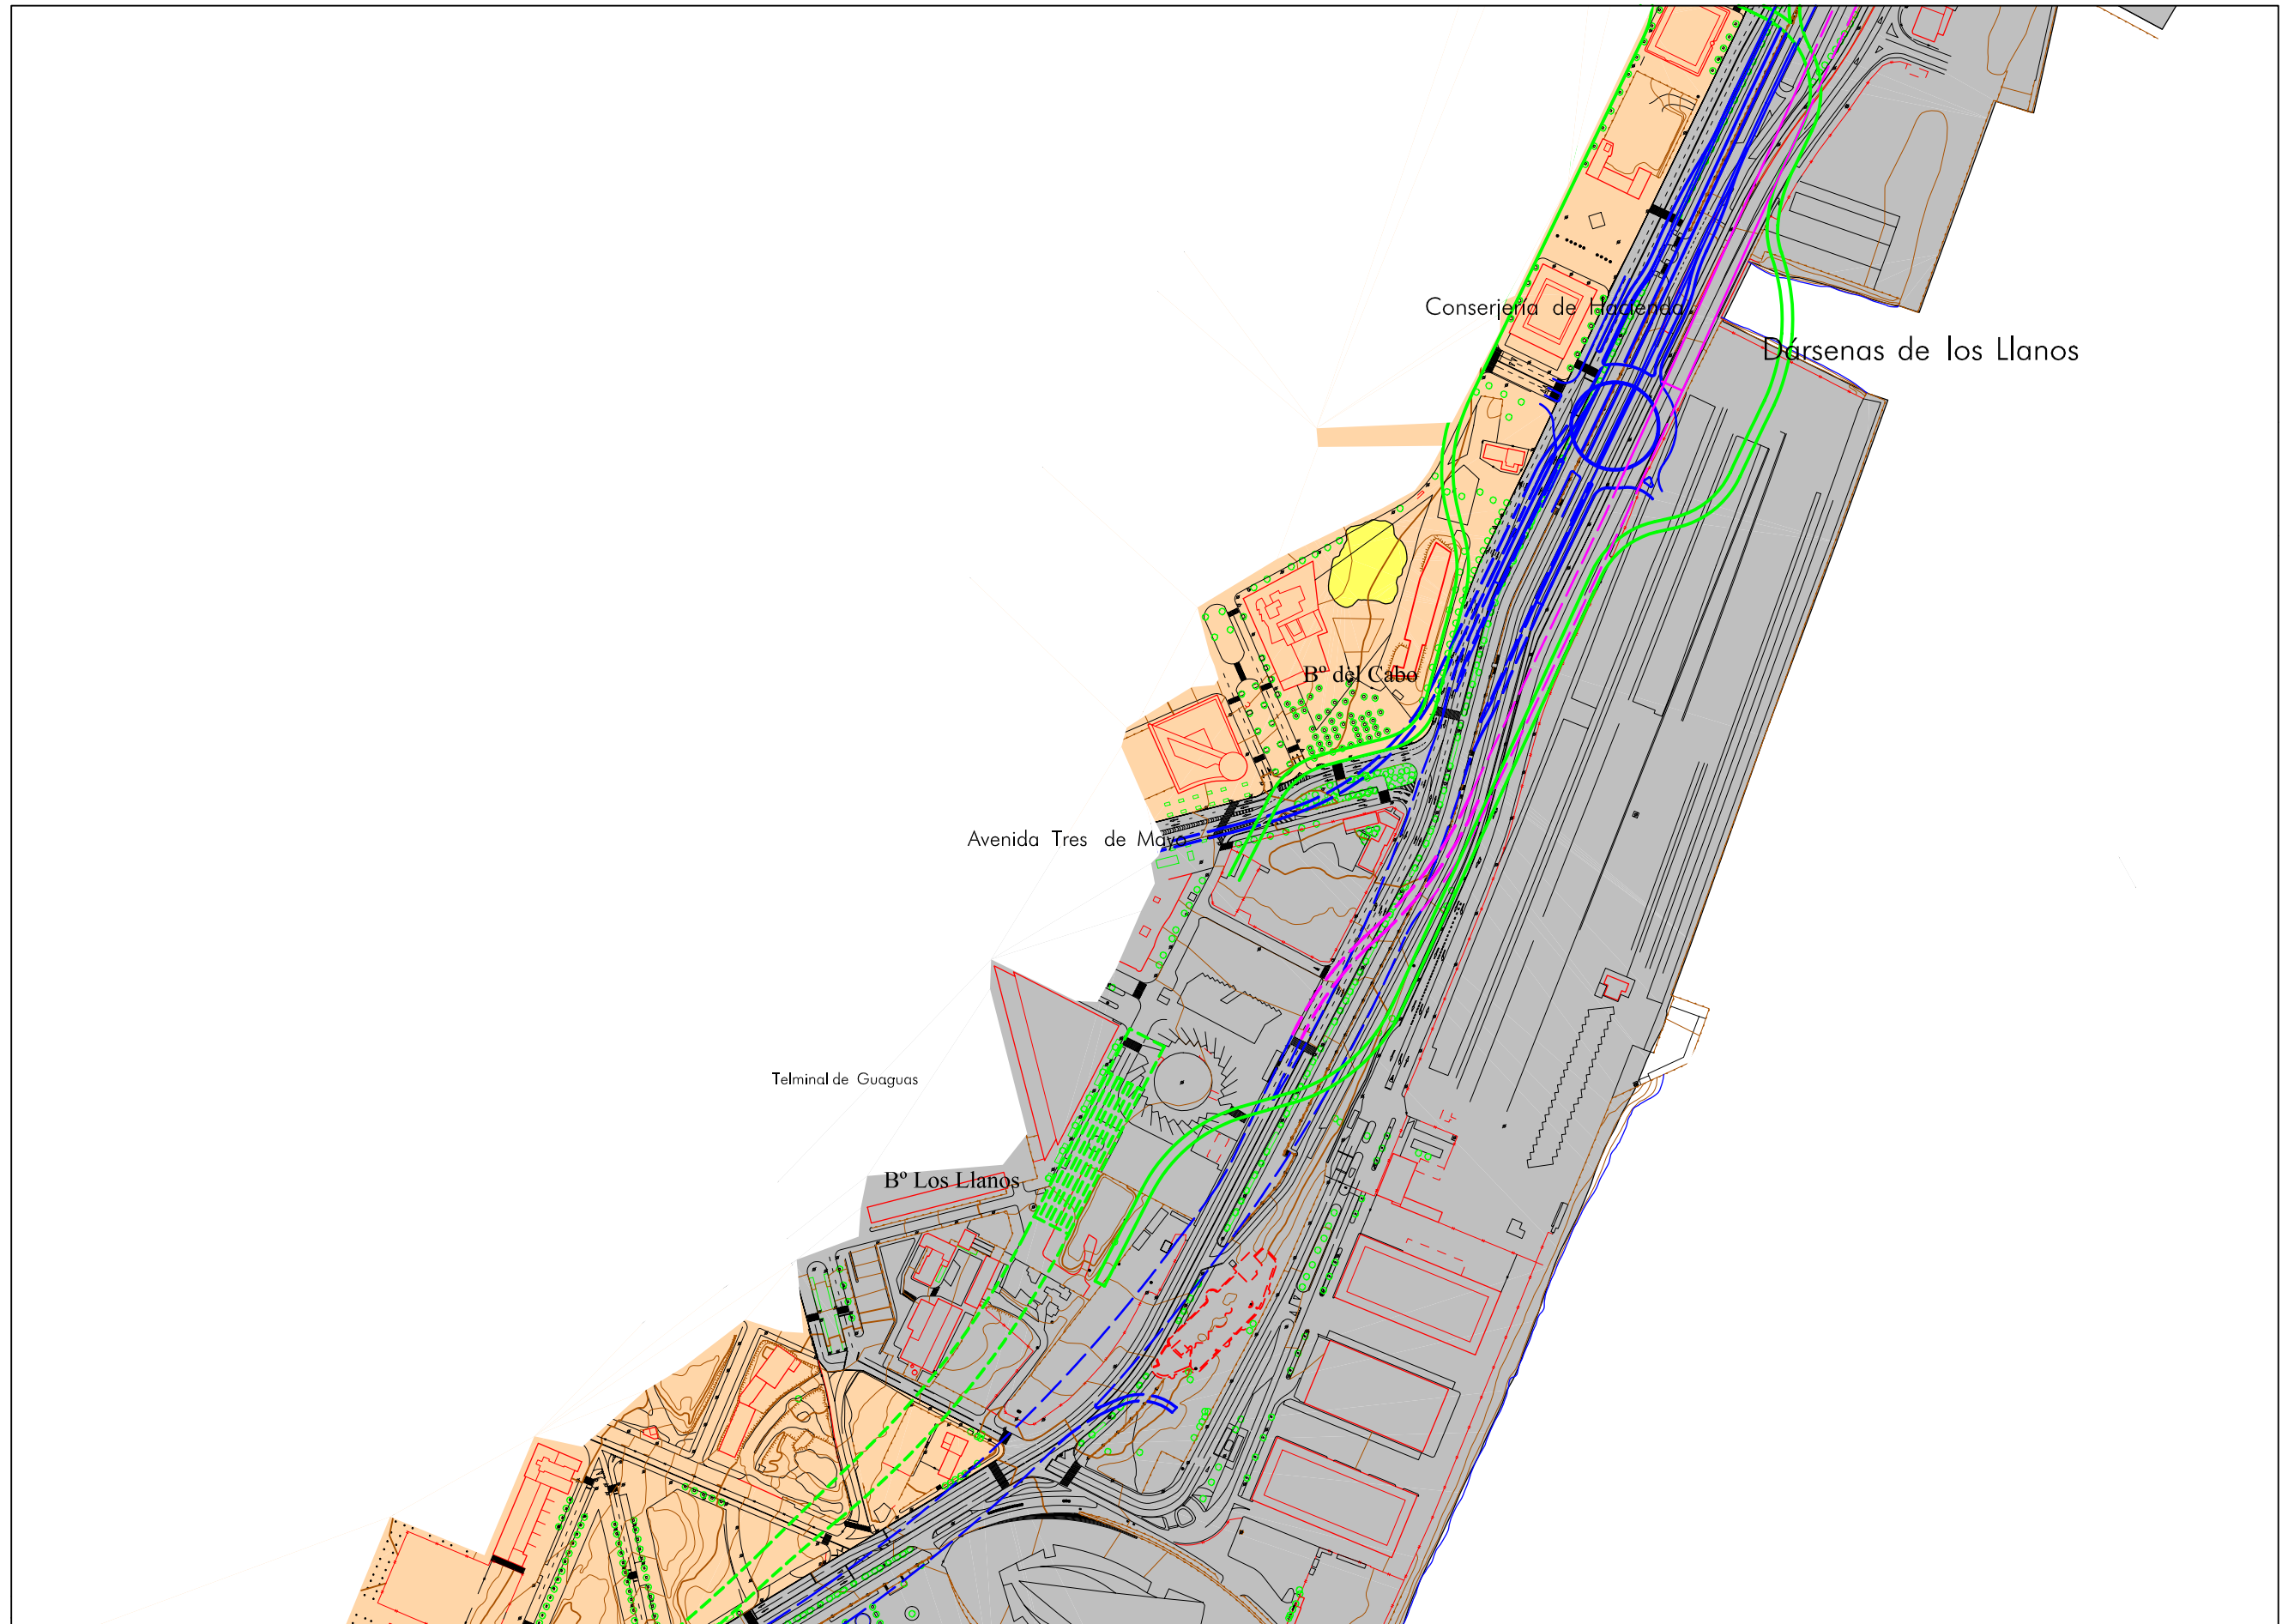 Conserjería de Hacienda
Dársenas de los Llanos
Bº del Cabo
Avenida Tres de Mayo
Telminal de Guaguas
Bº Los Llanos